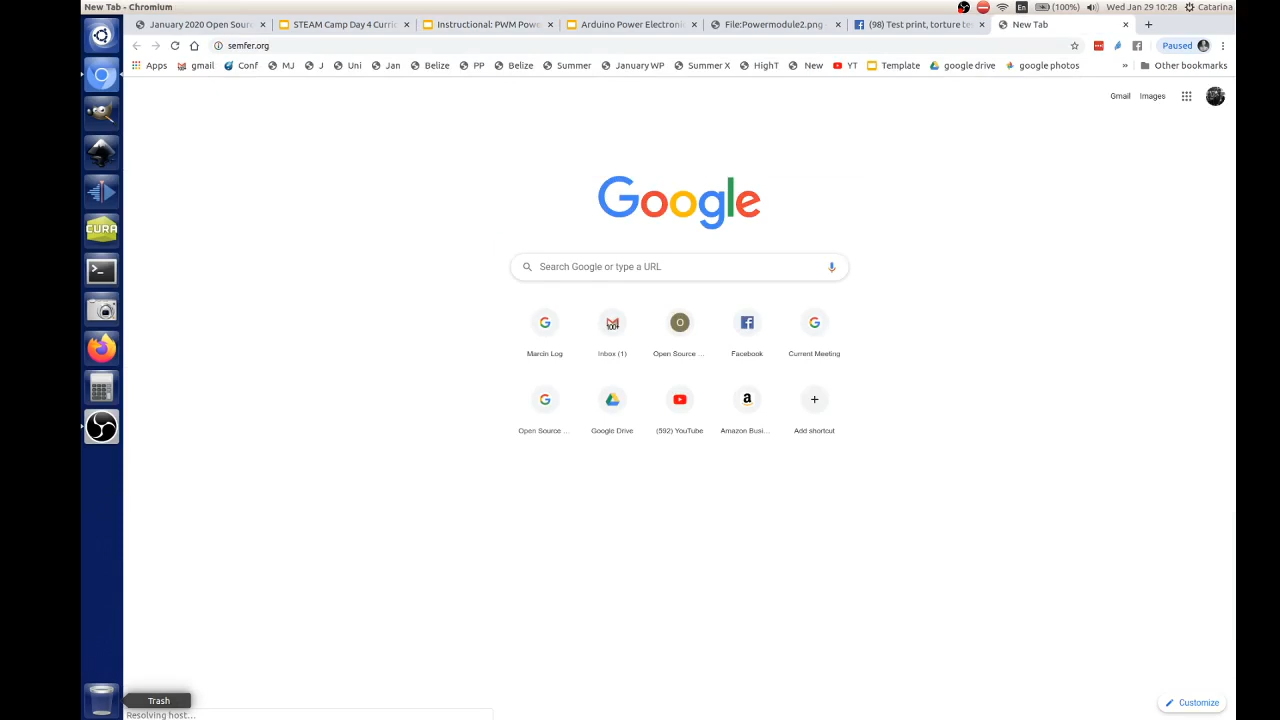 New Tab - Chromium
En (100%) Wed Jan 29 10:28 Catarina
January 2020 Open Sour
STEAM Camp Day 4 Curric
Instructional: PWM Powe
Arduino Power Electronic
File:Powermodule2.png
(98) Test print, torture te
New Tab
semfer.org
Paused
Apps gmail Conf MJ J Uni Jan Belize PP Belize Summer January WP Summer X HighT New YT Template google drive google photos » Other bookmarks
Gmail Images
Google
Search Google or type a URL
Marcin Log Inbox (1) Open Source ... Facebook Current Meeting
Open Source ... Google Drive (592) YouTube Amazon Busi... Add shortcut
CURA
Trash
Customize
Resolving host...